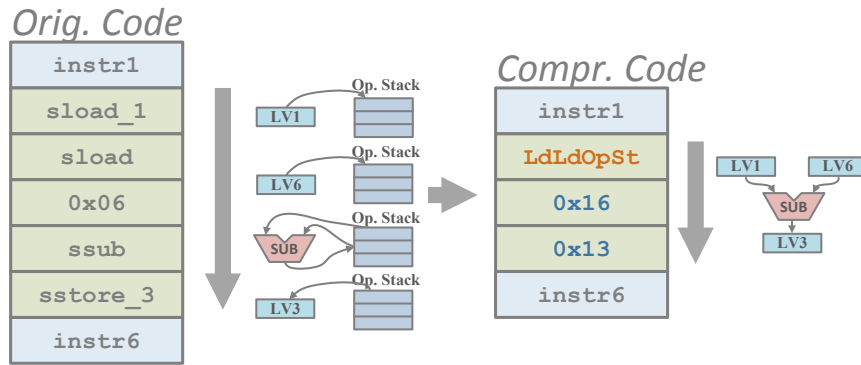 Orig. Code
instr1
sload_1
sload
0x06
ssub
sstore_3
instr6
Op. Stack
LV1
LV6
Op. Stack
Op. Stack
SUB
Op. Stack
LV3
Compr. Code
instr1
LdLdOpSt
0x16
0x13
instr6
LV1
LV6
SUB
LV3